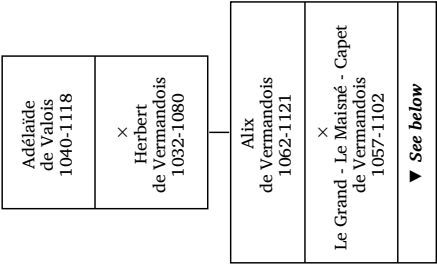 Adélaïde
de Valois
1040-1118
×
Herbert
de Vermandois
1032-1080
Alix
de Vermandois
1062-1121
×
Le Grand - Le Maisné - Capet
de Vermandois
1057-1102
▼ See below